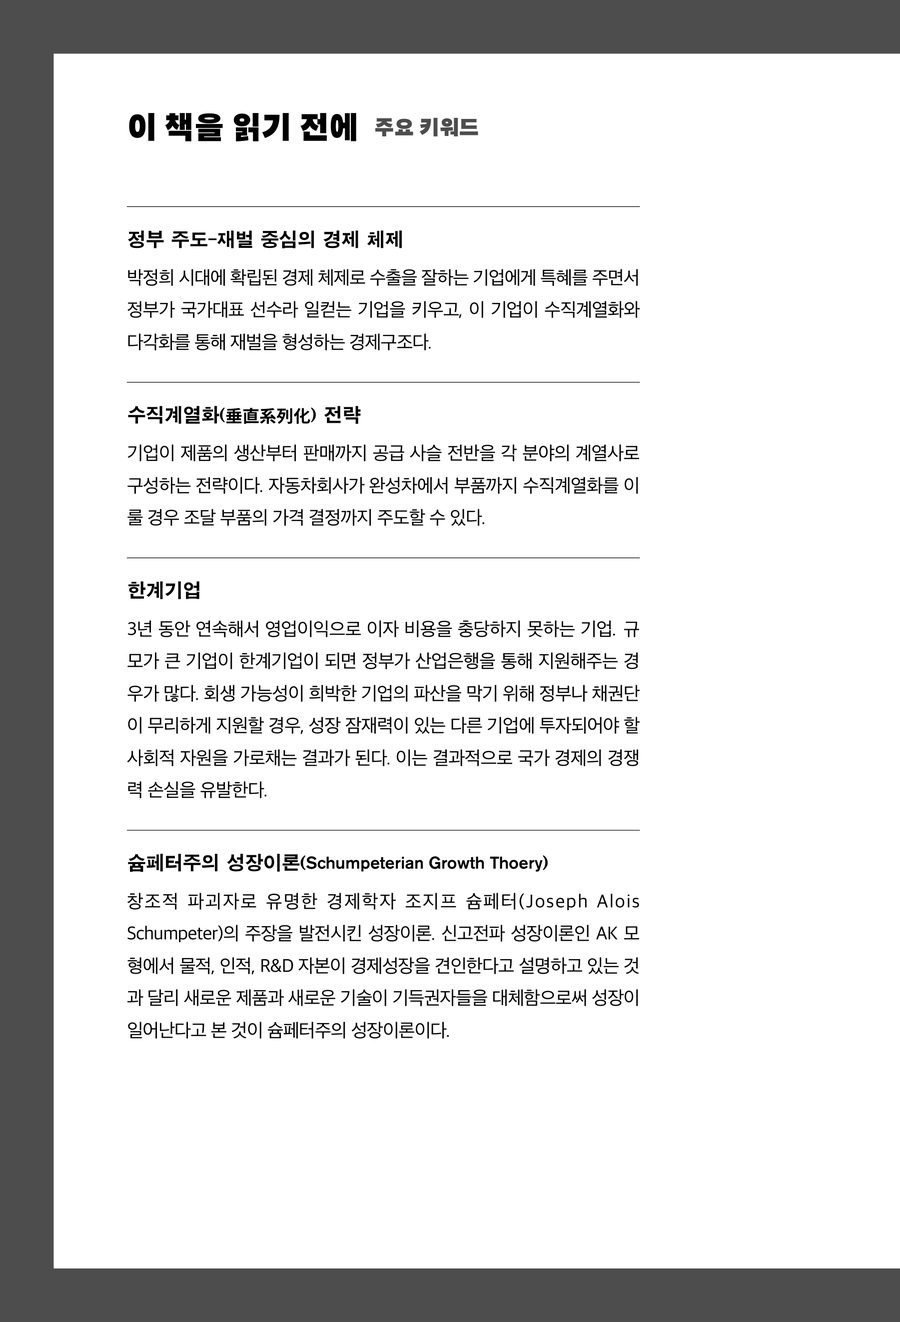 이 책을 읽기 전에 주요 키워드
정부 주도-재벌 중심의 경제 체제
박정희 시대에 확립된 경제 체제로 수출을 잘하는 기업에게 특혜를 주면서
정부가 국가대표 선수라 일컫는 기업을 키우고, 이 기업이 수직계열화와
다각화를 통해 재벌을 형성하는 경제구조다.
수직계열화(垂直系列化) 전략
기업이 제품의 생산부터 판매까지 공급 사슬 전반을 각 분야의 계열사로
구성하는 전략이다. 자동차회사가 완성차에서 부품까지 수직계열화를 이
룰 경우 조달 부품의 가격 결정까지 주도할 수 있다.
한계기업
3년 동안 연속해서 영업이익으로 이자 비용을 충당하지 못하는 기업. 규
모가 큰 기업이 한계기업이 되면 정부가 산업은행을 통해 지원해주는 경
우가 많다. 회생 가능성이 희박한 기업의 파산을 막기 위해 정부나 채권단
이 무리하게 지원할 경우, 성장 잠재력이 있는 다른 기업에 투자되어야 할
사회적 자원을 가로채는 결과가 된다. 이는 결과적으로 국가 경제의 경쟁
력 손실을 유발한다.
슘페터주의 성장이론(Schumpeterian Growth Thoery)
창조적 파괴자로 유명한 경제학자 조지프 슘페터(Joseph Alois
Schumpeter)의 주장을 발전시킨 성장이론. 신고전파 성장이론인 AK 모
형에서 물적, 인적, R&D 자본이 경제성장을 견인한다고 설명하고 있는 것
과 달리 새로운 제품과 새로운 기술이 기득권자들을 대체함으로써 성장이
일어난다고 본 것이 슘페터주의 성장이론이다.